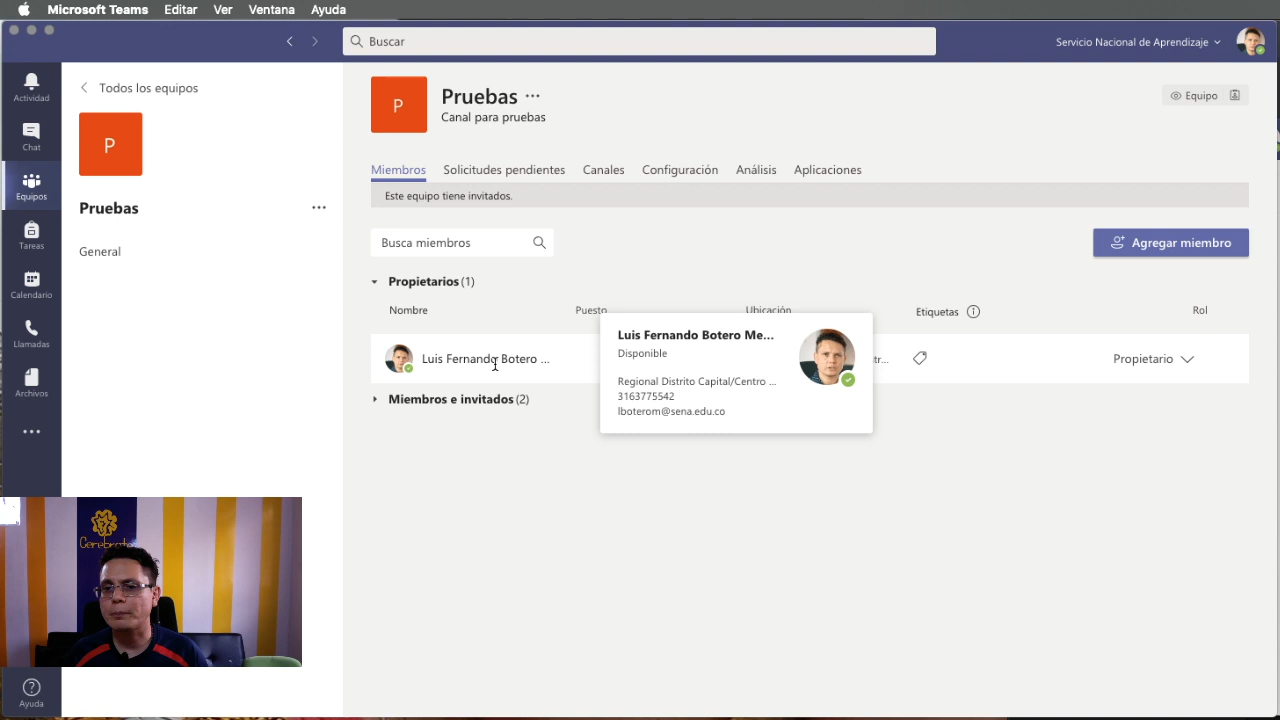 Microsoft Teams Editar Ver Ventana Ayuda
Buscar
Servicio Nacional de Aprendizaje
Actividad
Chat
Equipos
Tareas
Calendario
Llamadas
Archivos
Ayuda
Todos los equipos
P
Pruebas
General
P
Pruebas
Canal para pruebas
Equipo
Miembros Solicitudes pendientes Canales Configuración Análisis Aplicaciones
Este equipo tiene invitados.
Busca miembros
Agregar miembro
Propietarios (1)
Nombre Puesto Ubicación Etiquetas Rol
Luis Fernando Botero ...
tr...
Propietario
Luis Fernando Botero Me...
Disponible
Regional Distrito Capital/Centro ...
3163775542
lboterom@sena.edu.co
Miembros e invitados (2)
Cerebrate